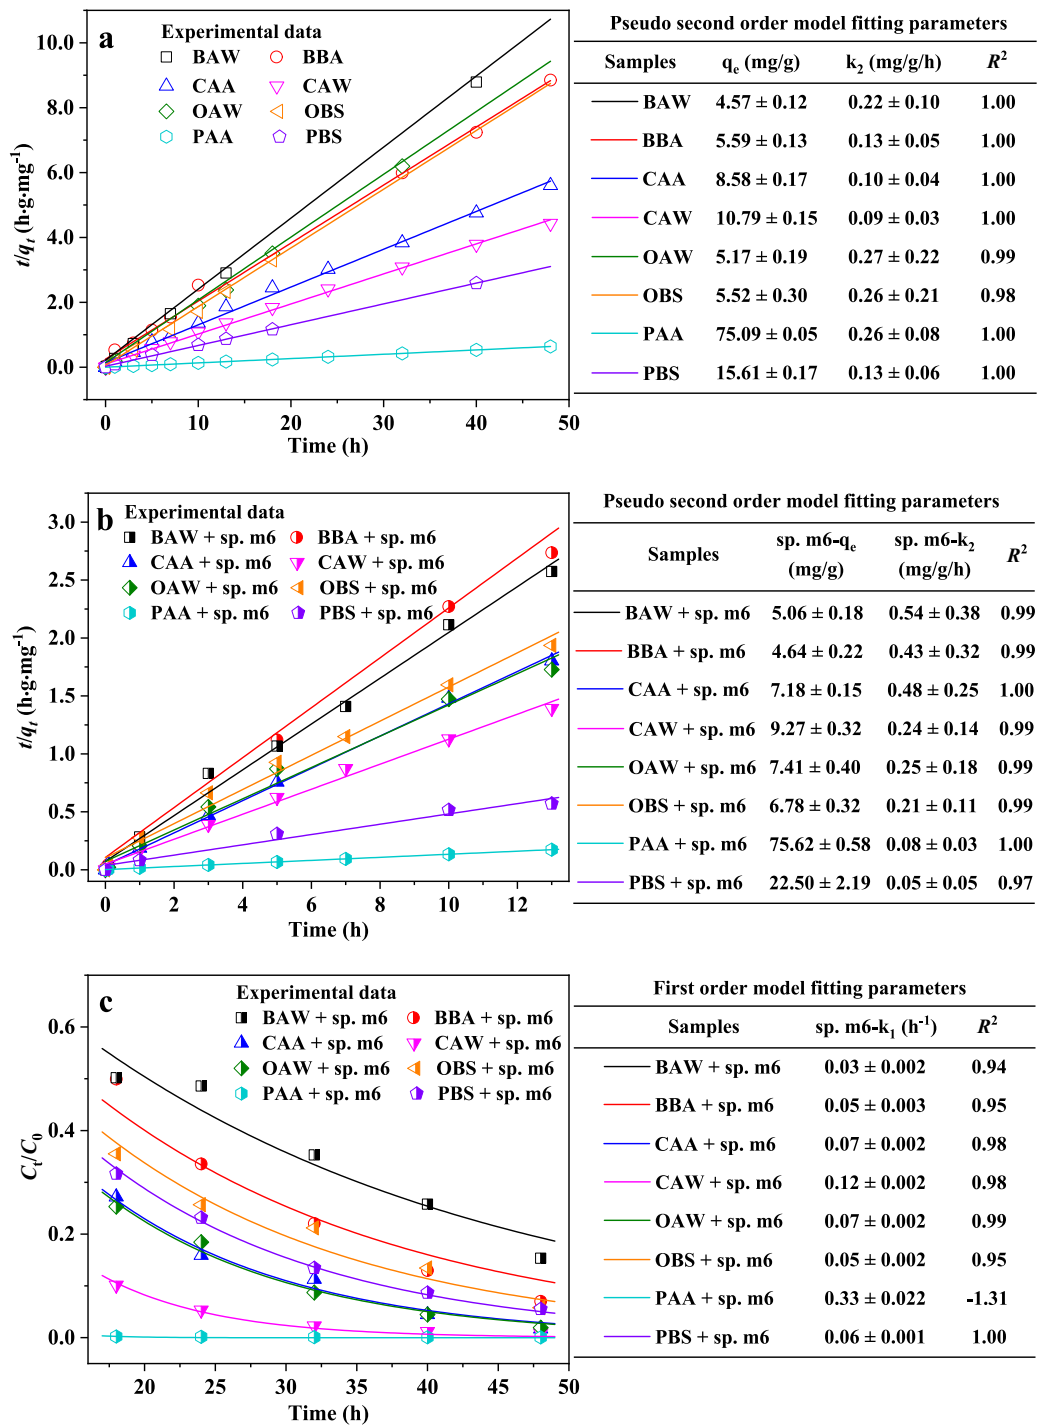 a
Experimental data
BAW BBA
CAA CAW
OAW OBS
PAA PBS
10.0
8.0
6.0
4.0
2.0
0.0
t/q_t (h·g·mg⁻¹)
0 10 20 30 40 50
Time (h)
Pseudo second order model fitting parameters
Samples qₑ (mg/g) k₂ (mg/g/h) R²
BAW 4.57 ± 0.12 0.22 ± 0.10 1.00
BBA 5.59 ± 0.13 0.13 ± 0.05 1.00
CAA 8.58 ± 0.17 0.10 ± 0.04 1.00
CAW 10.79 ± 0.15 0.09 ± 0.03 1.00
OAW 5.17 ± 0.19 0.27 ± 0.22 0.99
OBS 5.52 ± 0.30 0.26 ± 0.21 0.98
PAA 75.09 ± 0.05 0.26 ± 0.08 1.00
PBS 15.61 ± 0.17 0.13 ± 0.06 1.00
b
Experimental data
BAW + sp. m6 BBA + sp. m6
CAA + sp. m6 CAW + sp. m6
OAW + sp. m6 OBS + sp. m6
PAA + sp. m6 PBS + sp. m6
3.0
2.5
2.0
1.5
1.0
0.5
0.0
t/q_t (h·g·mg⁻¹)
0 2 4 6 8 10 12
Time (h)
Pseudo second order model fitting parameters
Samples sp. m6-qₑ (mg/g) sp. m6-k₂ (mg/g/h) R²
BAW + sp. m6 5.06 ± 0.18 0.54 ± 0.38 0.99
BBA + sp. m6 4.64 ± 0.22 0.43 ± 0.32 0.99
CAA + sp. m6 7.18 ± 0.15 0.48 ± 0.25 1.00
CAW + sp. m6 9.27 ± 0.32 0.24 ± 0.14 0.99
OAW + sp. m6 7.41 ± 0.40 0.25 ± 0.18 0.99
OBS + sp. m6 6.78 ± 0.32 0.21 ± 0.11 0.99
PAA + sp. m6 75.62 ± 0.58 0.08 ± 0.03 1.00
PBS + sp. m6 22.50 ± 2.19 0.05 ± 0.05 0.97
c
Experimental data
BAW + sp. m6 BBA + sp. m6
CAA + sp. m6 CAW + sp. m6
OAW + sp. m6 OBS + sp. m6
PAA + sp. m6 PBS + sp. m6
0.6
0.4
0.2
0.0
C_t/C₀
20 25 30 35 40 45 50
Time (h)
First order model fitting parameters
Samples sp. m6-k₁ (h⁻¹) R²
BAW + sp. m6 0.03 ± 0.002 0.94
BBA + sp. m6 0.05 ± 0.003 0.95
CAA + sp. m6 0.07 ± 0.002 0.98
CAW + sp. m6 0.12 ± 0.002 0.98
OAW + sp. m6 0.07 ± 0.002 0.99
OBS + sp. m6 0.05 ± 0.002 0.95
PAA + sp. m6 0.33 ± 0.022 -1.31
PBS + sp. m6 0.06 ± 0.001 1.00